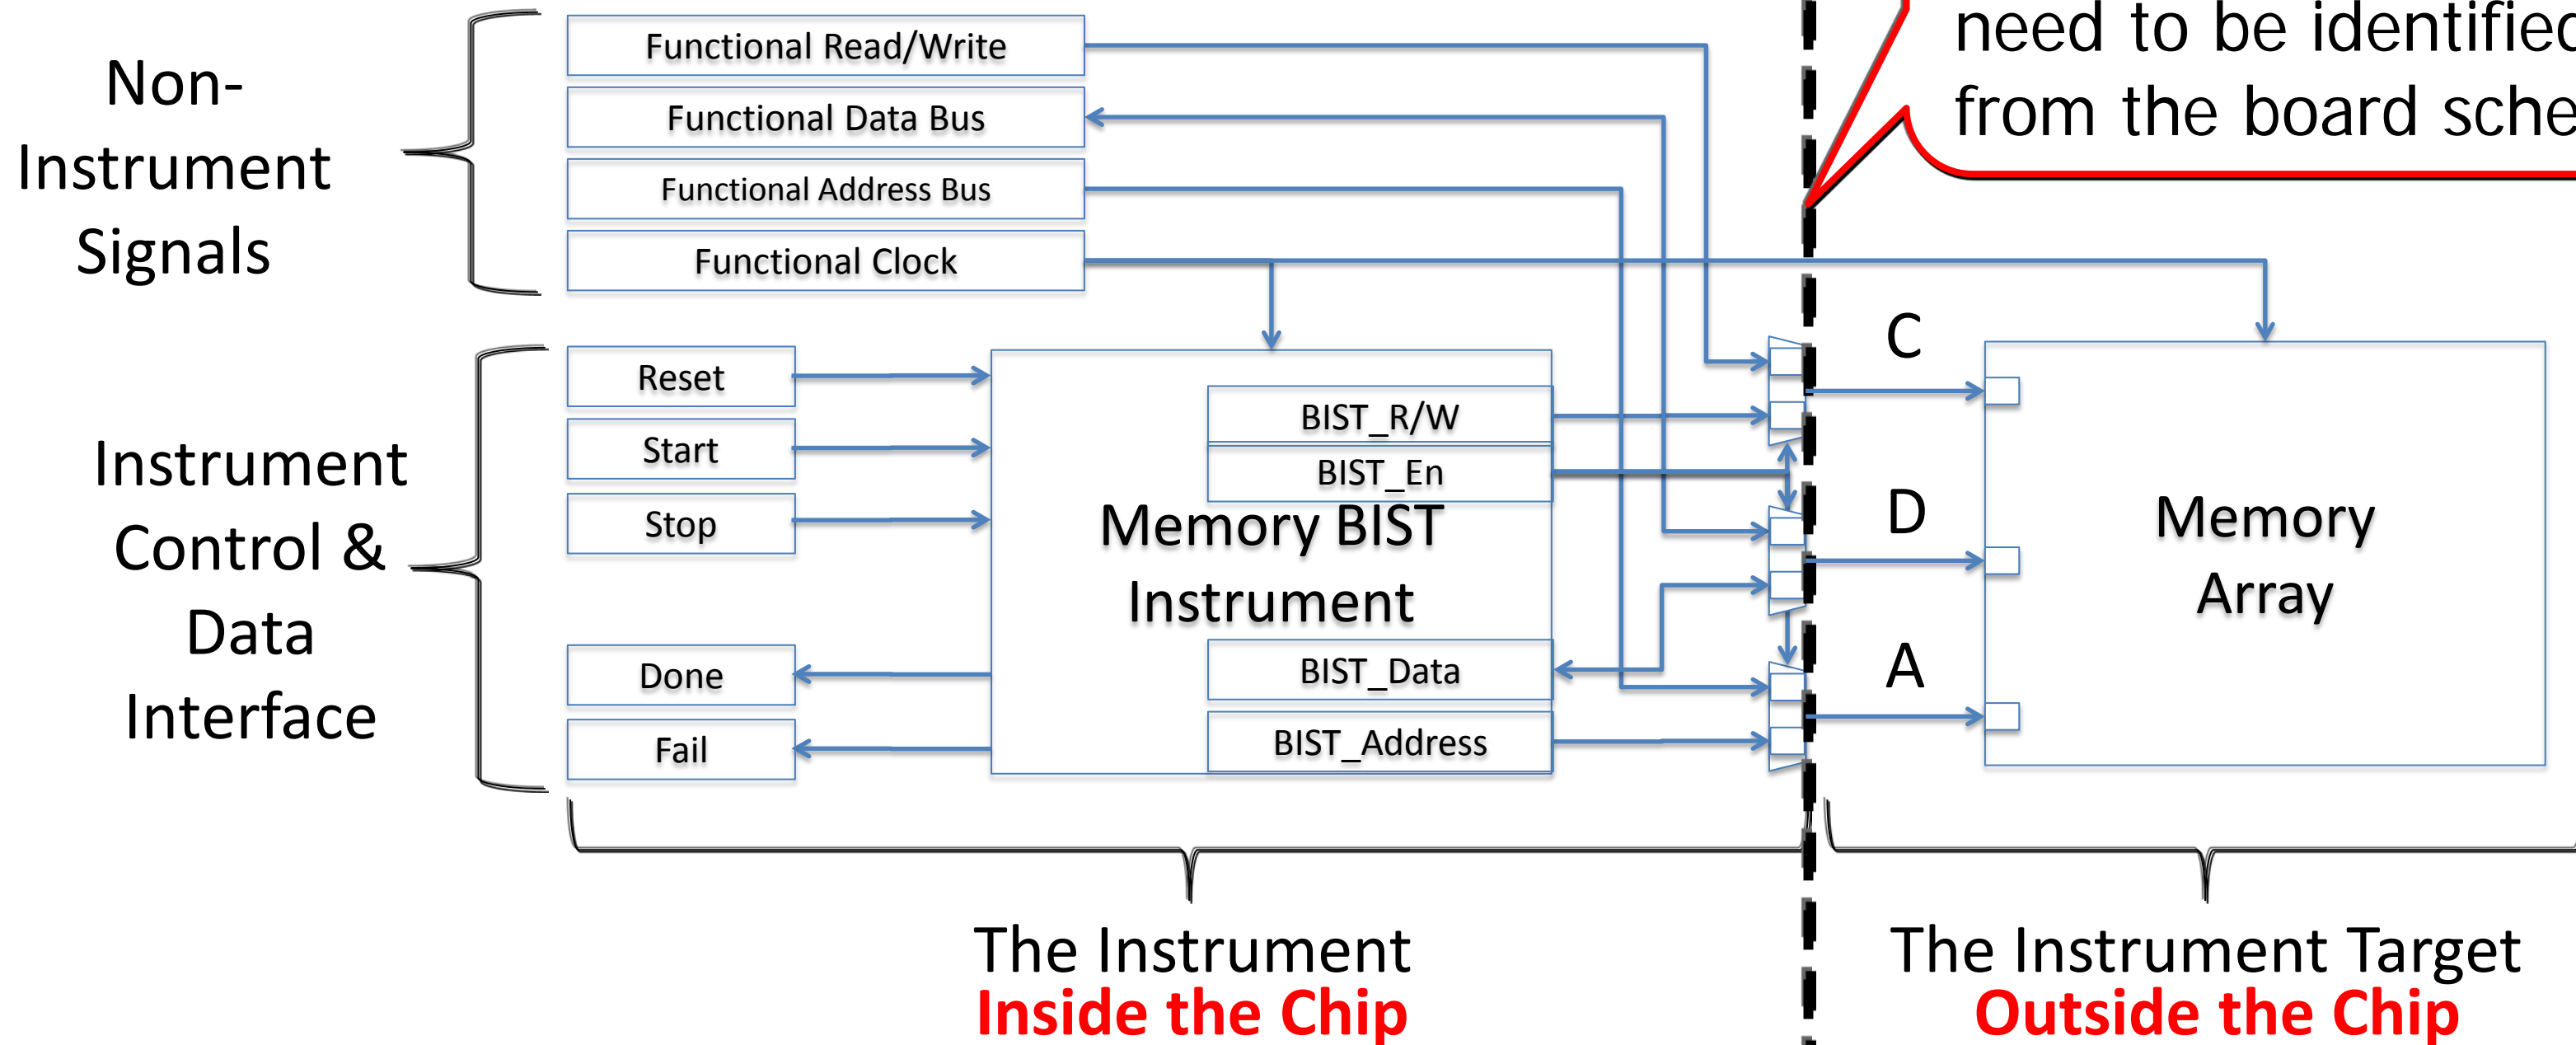 need to be identified
from the board sche
Non-
Instrument
Signals
Functional Read/Write
Functional Data Bus
Functional Address Bus
Functional Clock
Instrument
Control &
Data
Interface
Reset
Start
Stop
Done
Fail
BIST_R/W
BIST_En
Memory BIST
Instrument
BIST_Data
BIST_Address
C
D
A
Memory
Array
The Instrument
Inside the Chip
The Instrument Target
Outside the Chip